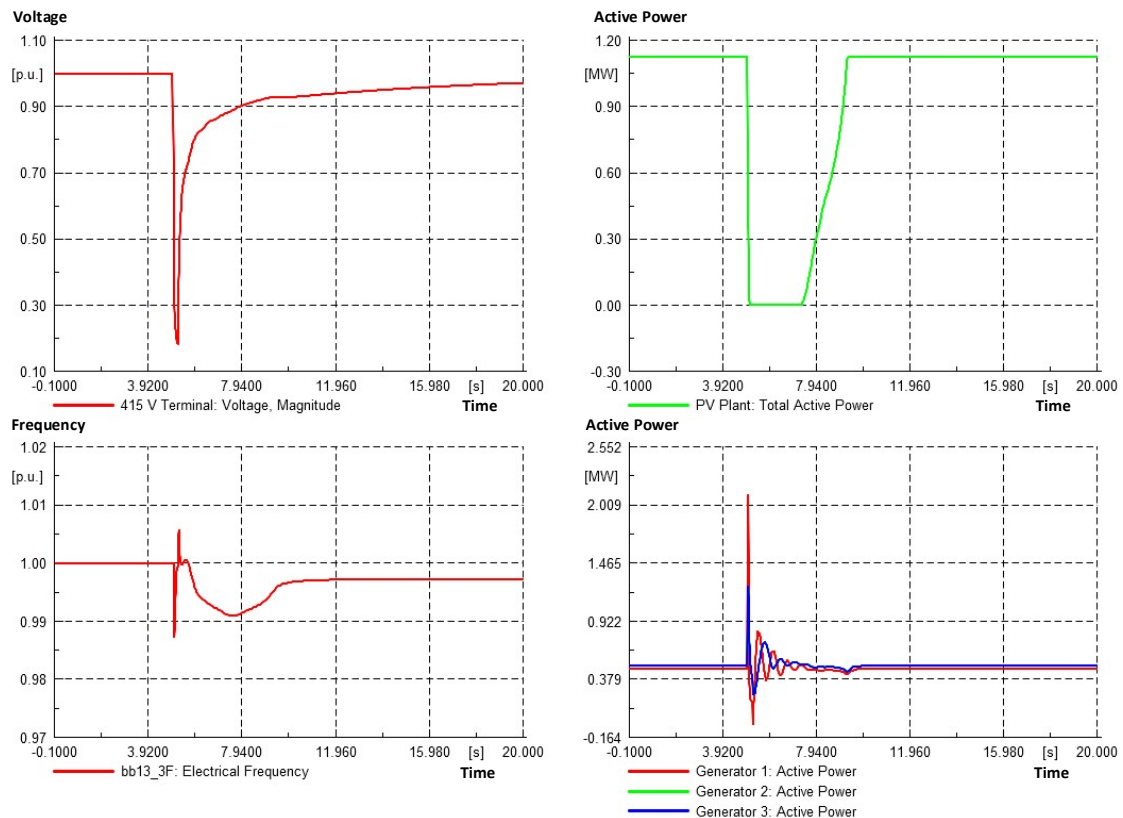 Voltage
1.10
[p.u.]
0.90
0.70
0.50
0.30
0.10
-0.1000 3.9200 7.9400 11.960 15.980 [s] 20.000
415 V Terminal: Voltage, Magnitude Time
Active Power
1.20
[MW]
0.90
0.60
0.30
0.00
-0.30
-0.1000 3.9200 7.9400 11.960 15.980 [s] 20.000
PV Plant: Total Active Power Time
Frequency
1.02
[p.u.]
1.01
1.00
0.99
0.98
0.97
-0.1000 3.9200 7.9400 11.960 15.980 [s] 20.000
bb13_3F: Electrical Frequency Time
Active Power
2.552
[MW]
2.009
1.465
0.922
0.379
-0.164
-0.1000 3.9200 7.9400 11.960 15.980 [s] 20.000
Generator 1: Active Power Time
Generator 2: Active Power
Generator 3: Active Power